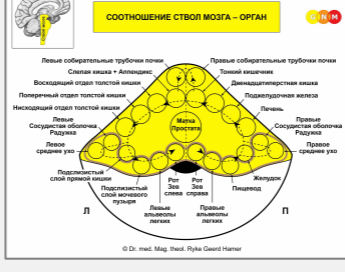 СООТНОШЕНИЕ СТВОЛ МОЗГА – ОРГАН
Левые собирательные трубочки почки
Правые собирательные трубочки почки
Слепая кишка + Аппендикс
Тонкий кишечник
Восходящий отдел толстой кишки
Двенадцатиперстная кишка
Поперечный отдел толстой кишки
Поджелудочная железа
Нисходящий отдел толстой кишки
Печень
Левые
Сосудистая оболочка
Радужка
Матка
Простата
Правые
Сосудистая оболочка
Радужка
Левое
среднее ухо
Правое
среднее ухо
Подслизистый
слой прямой кишки
Желудок
Подслизистый
слой мочевого
пузыря
Рот
Зев
слева
Рот
Зев
справа
Пищевод
Левые
альвеолы
легких
Правые
альвеолы
легких
Л
П
© Dr. med. Mag. theol. Ryke Geerd Hamer